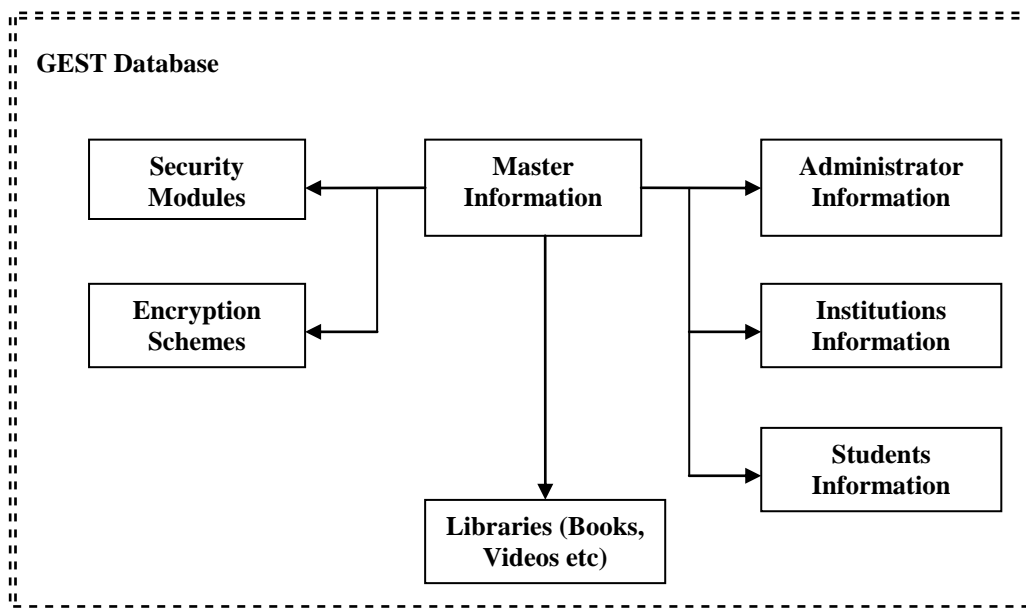 GEST Database
Security
Modules
Master
Information
Administrator
Information
Encryption
Schemes
Institutions
Information
Students
Information
Libraries (Books,
Videos etc)